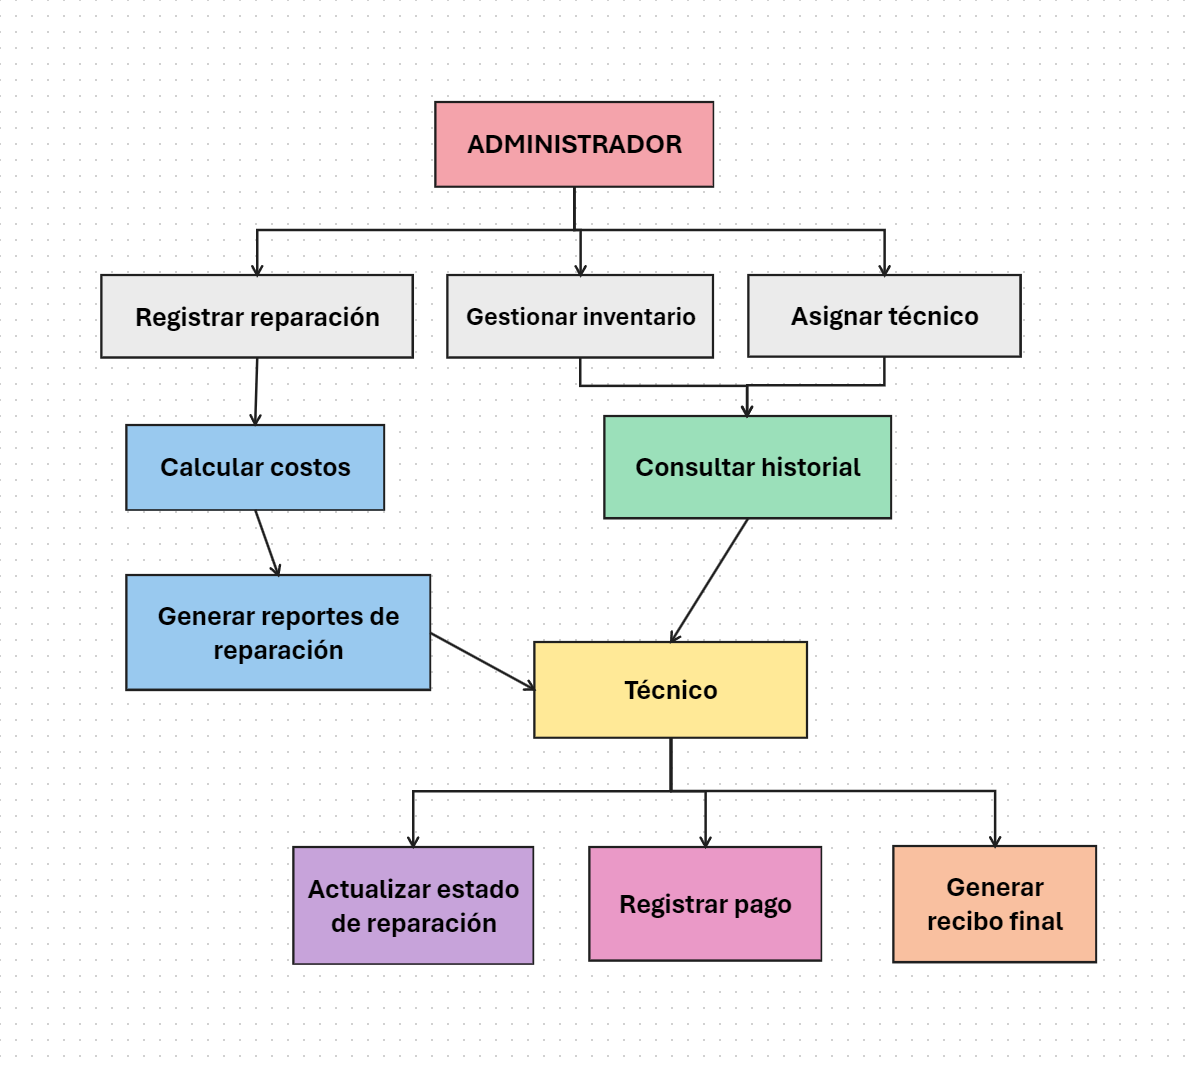 ADMINISTRADOR
Registrar reparación
Gestionar inventario
Asignar técnico
Calcular costos
Consultar historial
Generar reportes de
reparación
Técnico
Actualizar estado
de reparación
Registrar pago
Generar
recibo final